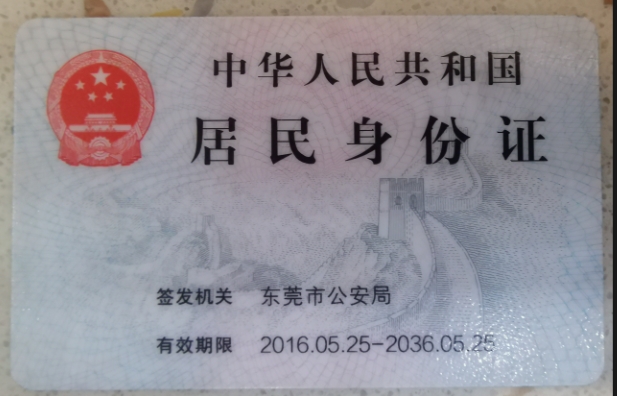 中华人民共和国
居民身份证
签发机关 东莞市公安局
有效期限 2016.05.25-2036.05.25